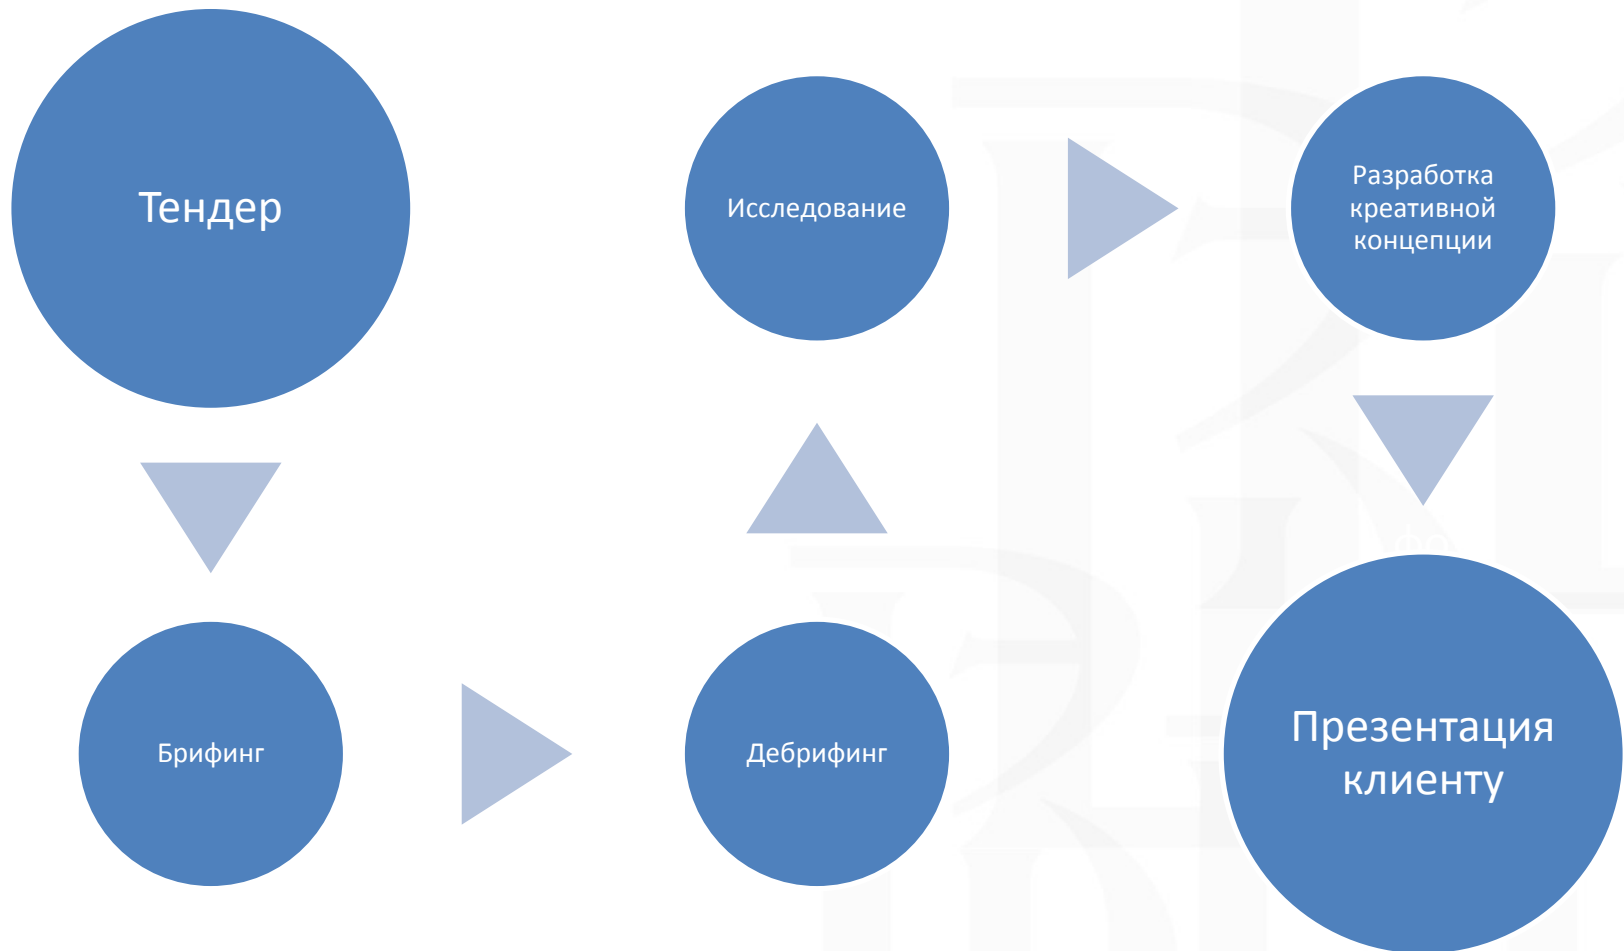 Тендер
Брифинг
Дебрифинг
Исследование
Разработка
креативной
концепции
Презентация
клиенту